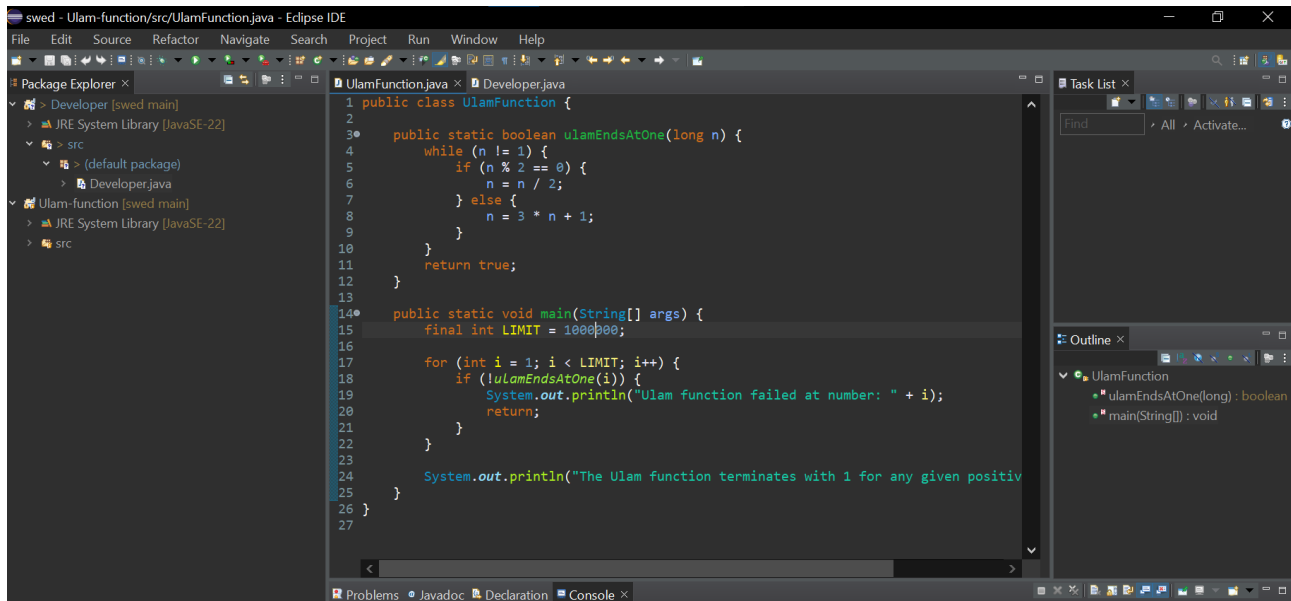 swed - Ulam-function/src/UlamFunction.java - Eclipse IDE
File Edit Source Refactor Navigate Search Project Run Window Help
Package Explorer ×
> Developer [swed main]
JRE System Library [JavaSE-22]
> src
> (default package)
Developer.java
Ulam-function [swed main]
JRE System Library [JavaSE-22]
src
UlamFunction.java × Developer.java
1 public class UlamFunction {
2
3 public static boolean ulamEndsAtOne(long n) {
4 while (n != 1) {
5 if (n % 2 == 0) {
6 n = n / 2;
7 } else {
8 n = 3 * n + 1;
9 }
10 }
11 return true;
12 }
13
14 public static void main(String[] args) {
15 final int LIMIT = 1000000;
16
17 for (int i = 1; i < LIMIT; i++) {
18 if (!ulamEndsAtOne(i)) {
19 System.out.println("Ulam function failed at number: " + i);
20 return;
21 }
22 }
23
24 System.out.println("The Ulam function terminates with 1 for any given positiv
25 }
26 }
27
Task List ×
Find All Activate...
Outline ×
UlamFunction
ulamEndsAtOne(long) : boolean
main(String[]) : void
Problems Javadoc Declaration Console ×